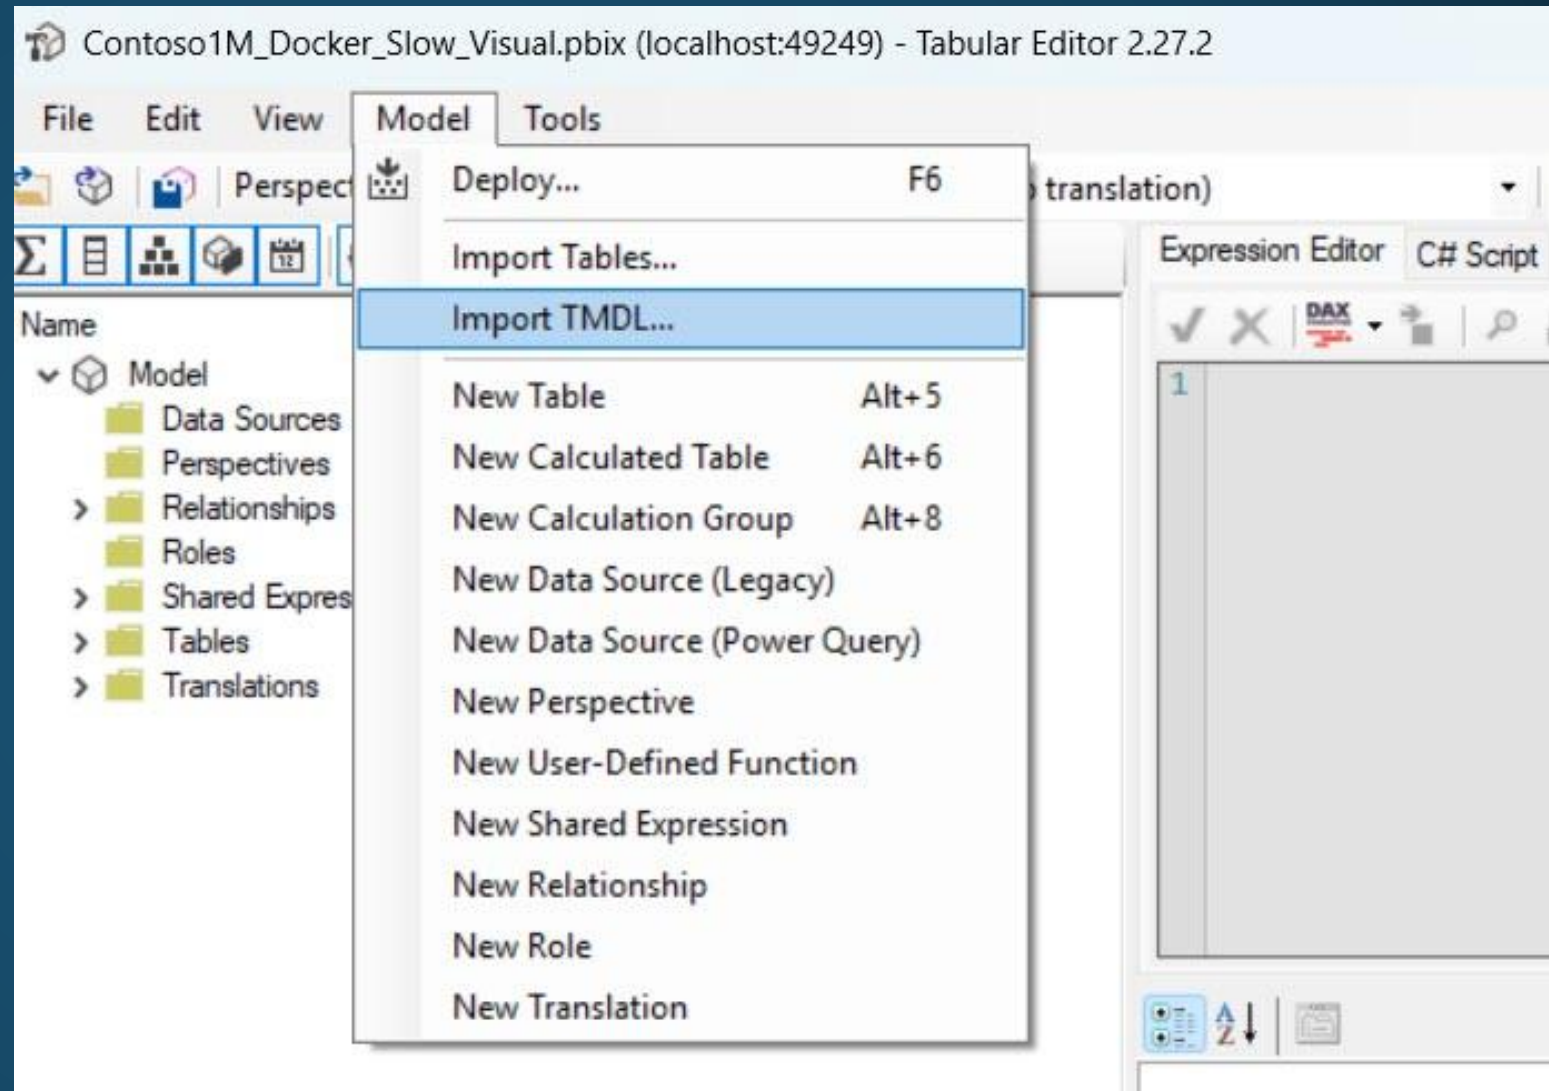 Contoso1M_Docker_Slow_Visual.pbix (localhost:49249) - Tabular Editor 2.27.2
File Edit View Model Tools
Perspect
translation)
Deploy... F6
Import Tables...
Import TMDL...
New Table Alt+5
New Calculated Table Alt+6
New Calculation Group Alt+8
New Data Source (Legacy)
New Data Source (Power Query)
New Perspective
New User-Defined Function
New Shared Expression
New Relationship
New Role
New Translation
12
Name
Model
Data Sources
Perspectives
Relationships
Roles
Shared Expres
Tables
Translations
Expression Editor C# Script
DAX
1
A
Z